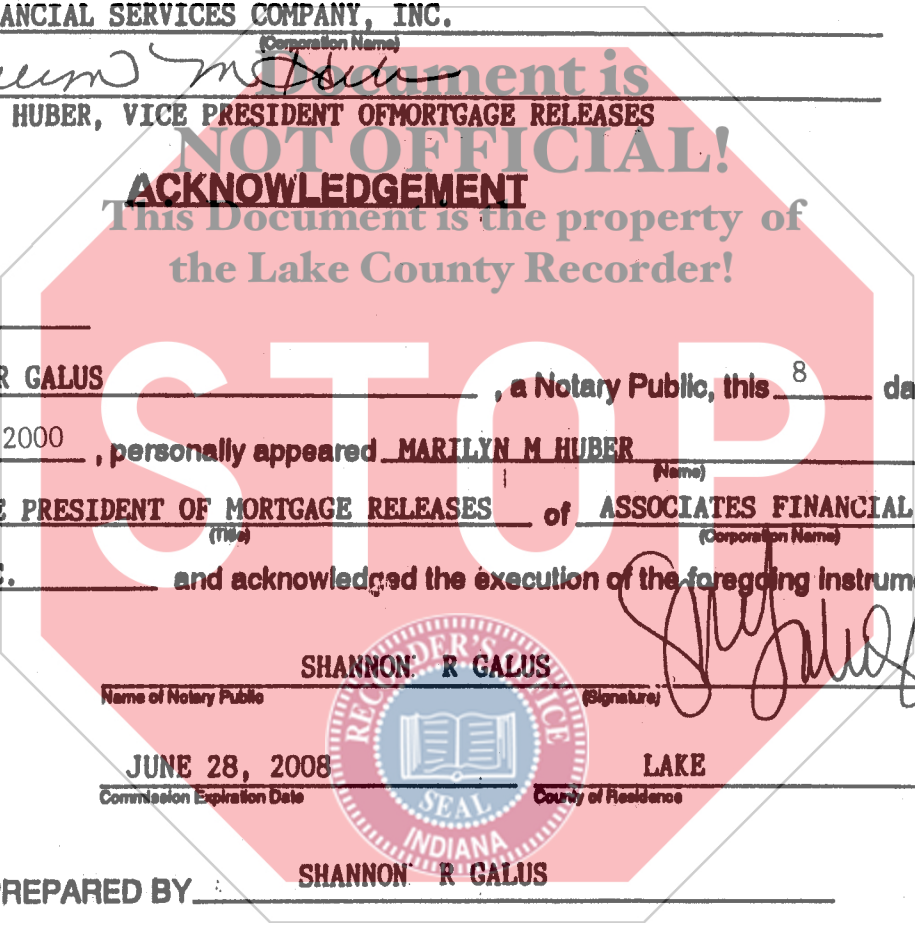 ANCIAL SERVICES COMPANY, INC.
(Corporation Name)
Document is
HUBER, VICE PRESIDENT OFMORTGAGE RELEASES
NOT OFFICIAL!
ACKNOWLEDGEMENT
This Document is the property of
the Lake County Recorder!
STOP
R GALUS , a Notary Public, this 8 da
2000 , personally appeared MARILYN M HUBER
(Name)
E PRESIDENT OF MORTGAGE RELEASES of ASSOCIATES FINANCIAL
(Title) (Corporation Name)
C. and acknowledged the execution of the foregoing instrume
SHANNON R GALUS
Name of Notary Public (Signature)
RECORDER'S OFFICE
JUNE 28, 2008 LAKE
Commission Expiration Date County of Residence
SEAL
INDIANA
PREPARED BY SHANNON R GALUS